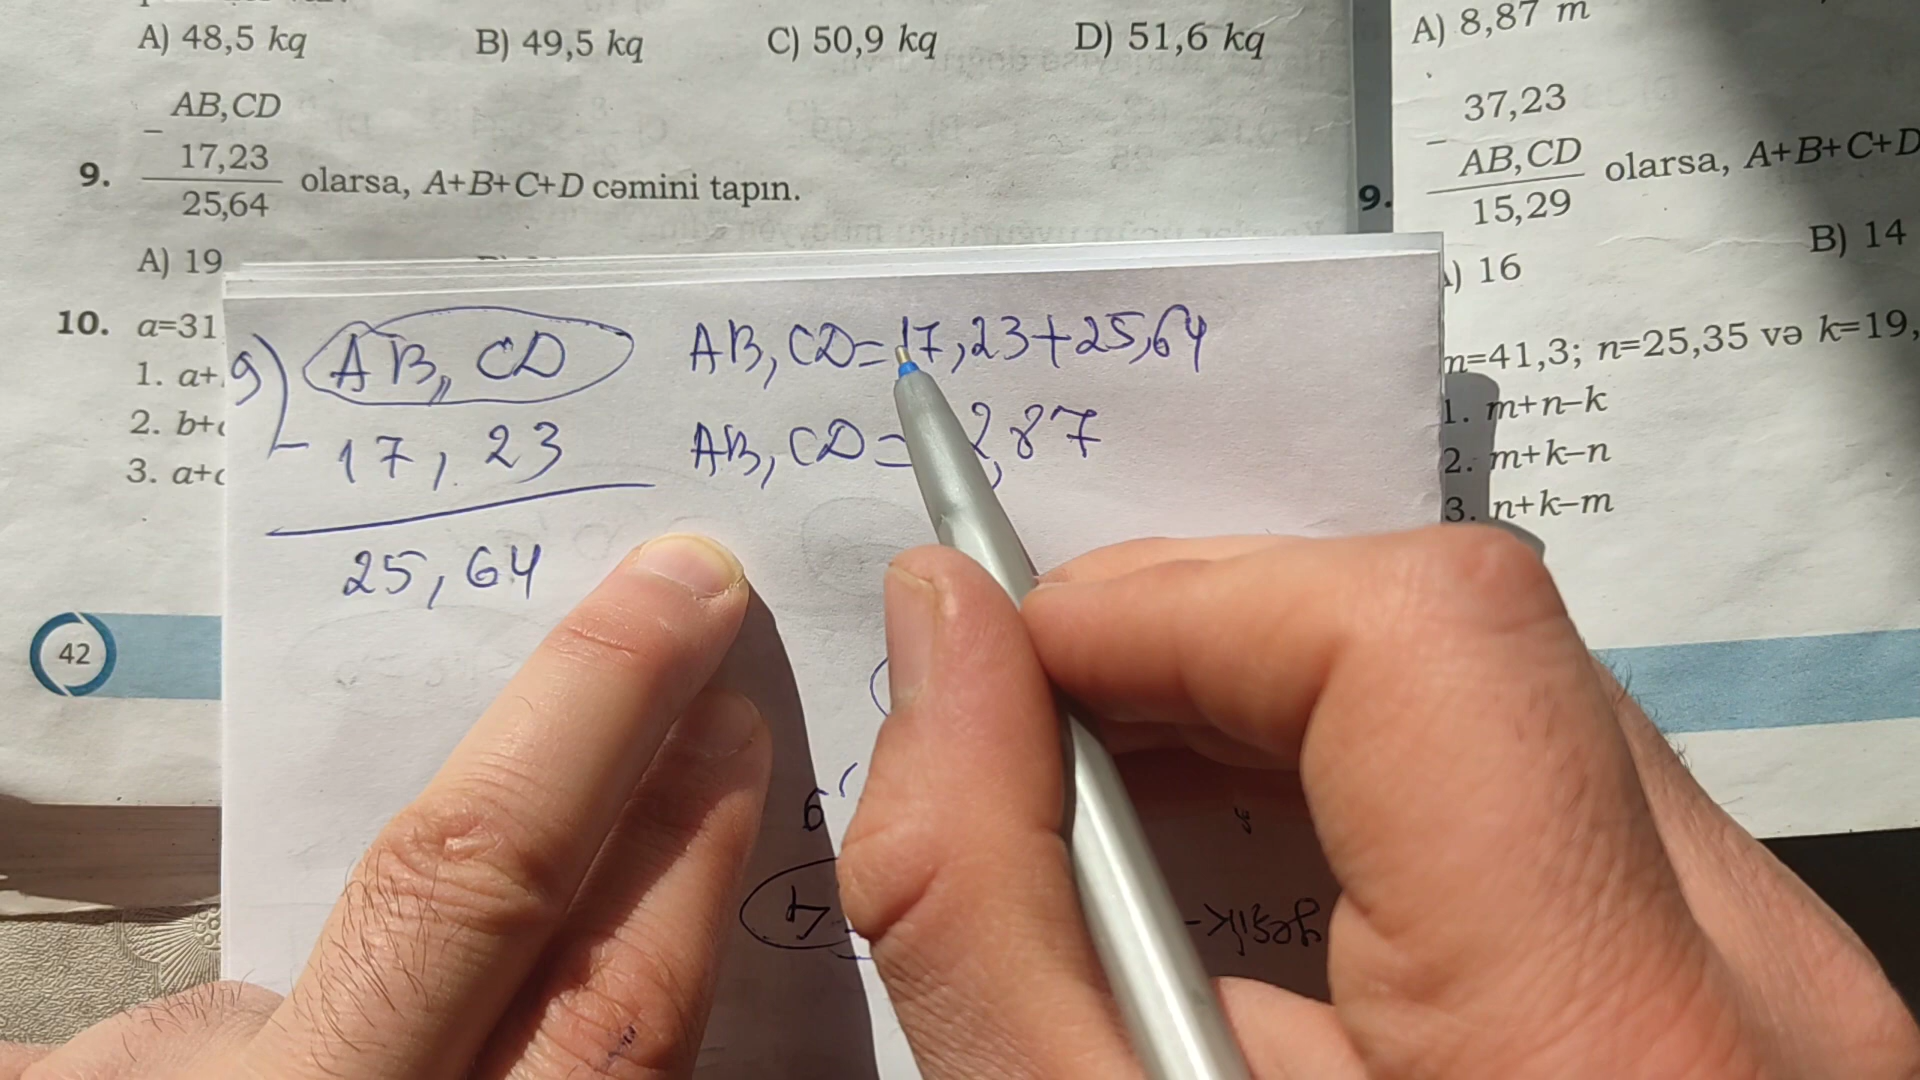 A) 48,5 kq B) 49,5 kq C) 50,9 kq D) 51,6 kq
AB,CD
− 17,23
9. 25,64 olarsa, A+B+C+D cəmini tapın.
A) 19
10. a=31
1. a+
2. b+
3. a+
42
9) AB,CD
− 17,23
25,64
AB,CD=17,23+25,64
AB,CD= 2,87
6
kəsik-
A) 8,87 m
37,23
− AB,CD
9. 15,29 olarsa, A+B+C+D
) 16 B) 14
m=41,3; n=25,35 və k=19,
1. m+n−k
2. m+k−n
3. n+k−m